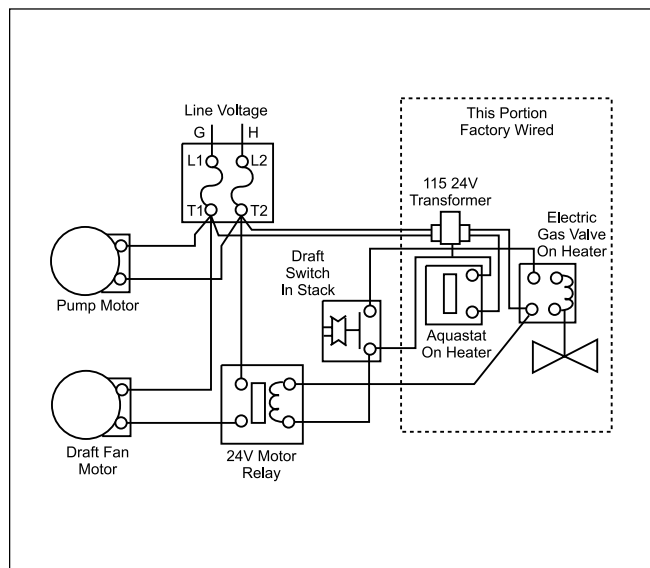 Line Voltage
G H
L1 L2
T1 T2
This Portion
Factory Wired
115 24V
Transformer
Electric
Gas Valve
On Heater
Draft
Switch
In Stack
Pump Motor
Aquastat
On Heater
Draft Fan
Motor
24V Motor
Relay